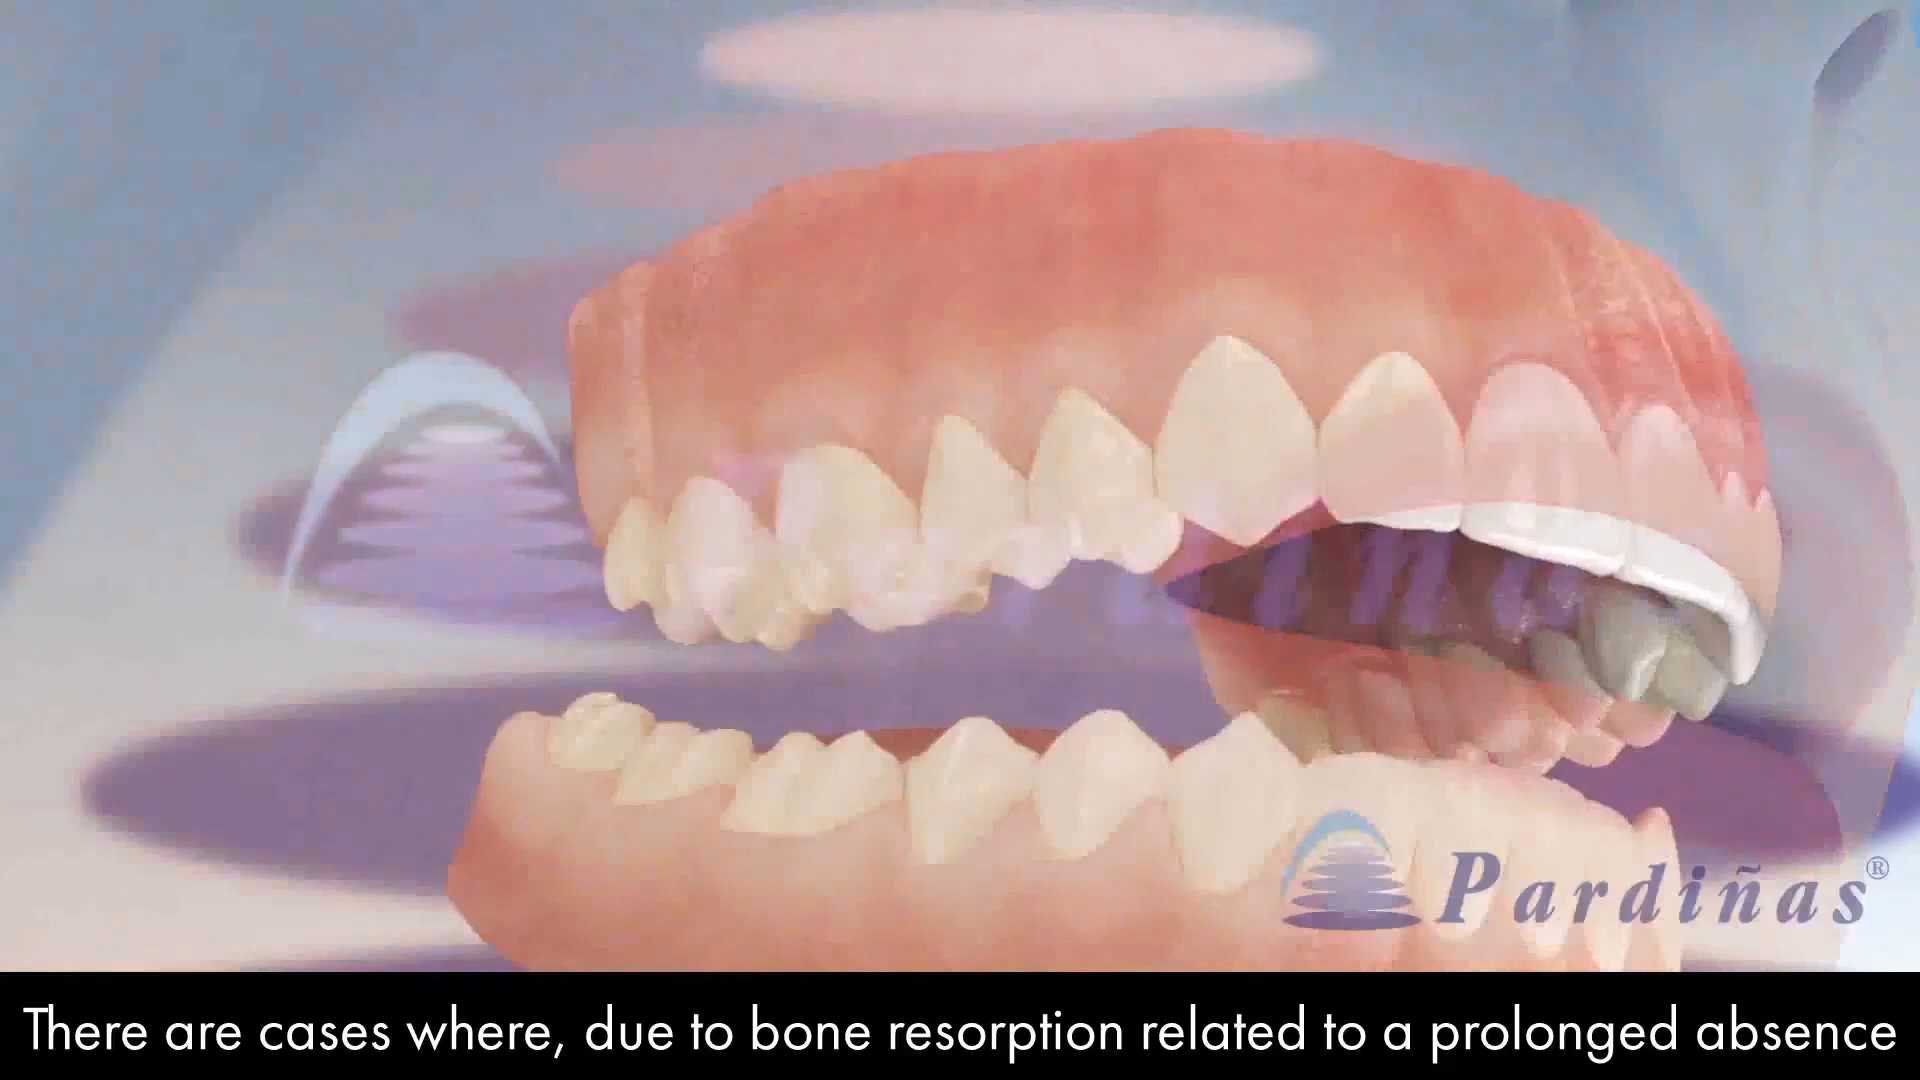 Pardiñas®
There are cases where, due to bone resorption related to a prolonged absence